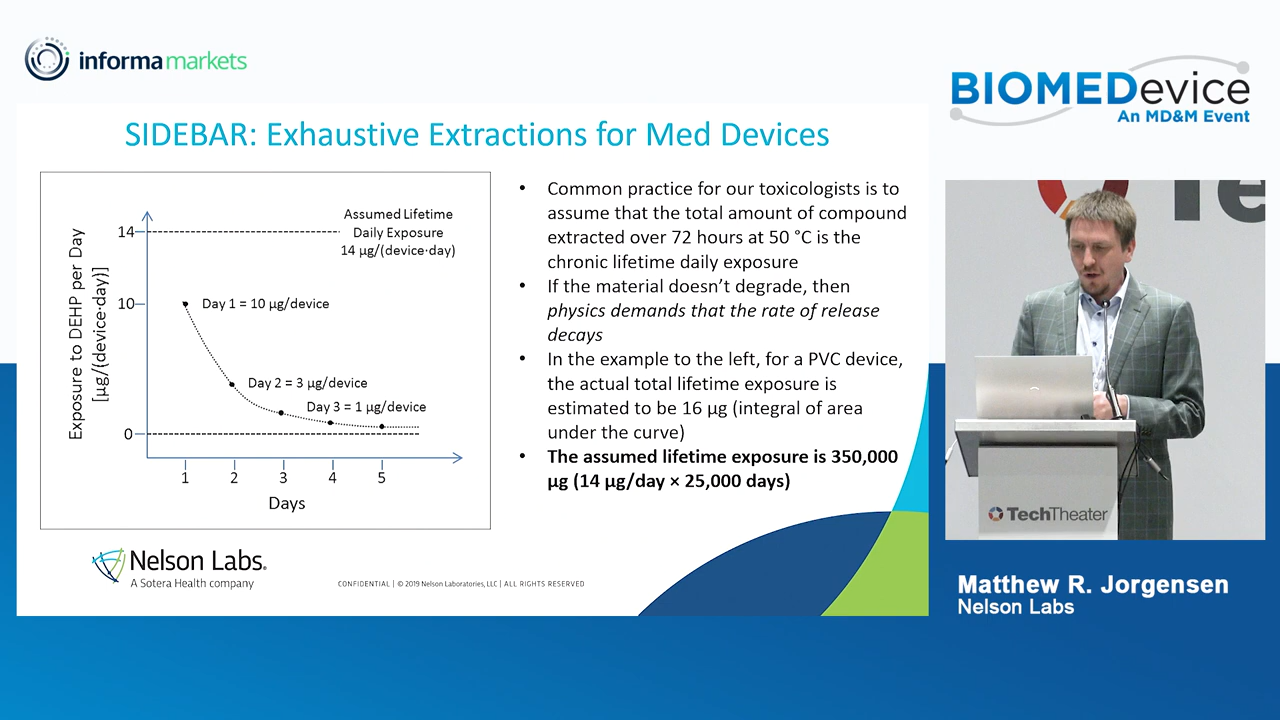 informa markets
BIOMEDevice
An MD&M Event
SIDEBAR: Exhaustive Extractions for Med Devices
Exposure to DEHP per Day
[µg/(device·day)]
14
10
0
Assumed Lifetime
Daily Exposure
14 µg/(device·day)
Day 1 = 10 µg/device
Day 2 = 3 µg/device
Day 3 = 1 µg/device
1 2 3 4 5
Days
• Common practice for our toxicologists is to
assume that the total amount of compound
extracted over 72 hours at 50 °C is the
chronic lifetime daily exposure
• If the material doesn’t degrade, then
physics demands that the rate of release
decays
• In the example to the left, for a PVC device,
the actual total lifetime exposure is
estimated to be 16 µg (integral of area
under the curve)
• The assumed lifetime exposure is 350,000
µg (14 µg/day × 25,000 days)
Nelson Labs.
A Sotera Health company
CONFIDENTIAL | © 2019 Nelson Laboratories, LLC | ALL RIGHTS RESERVED
Te
TechTheater
Matthew R. Jorgensen
Nelson Labs